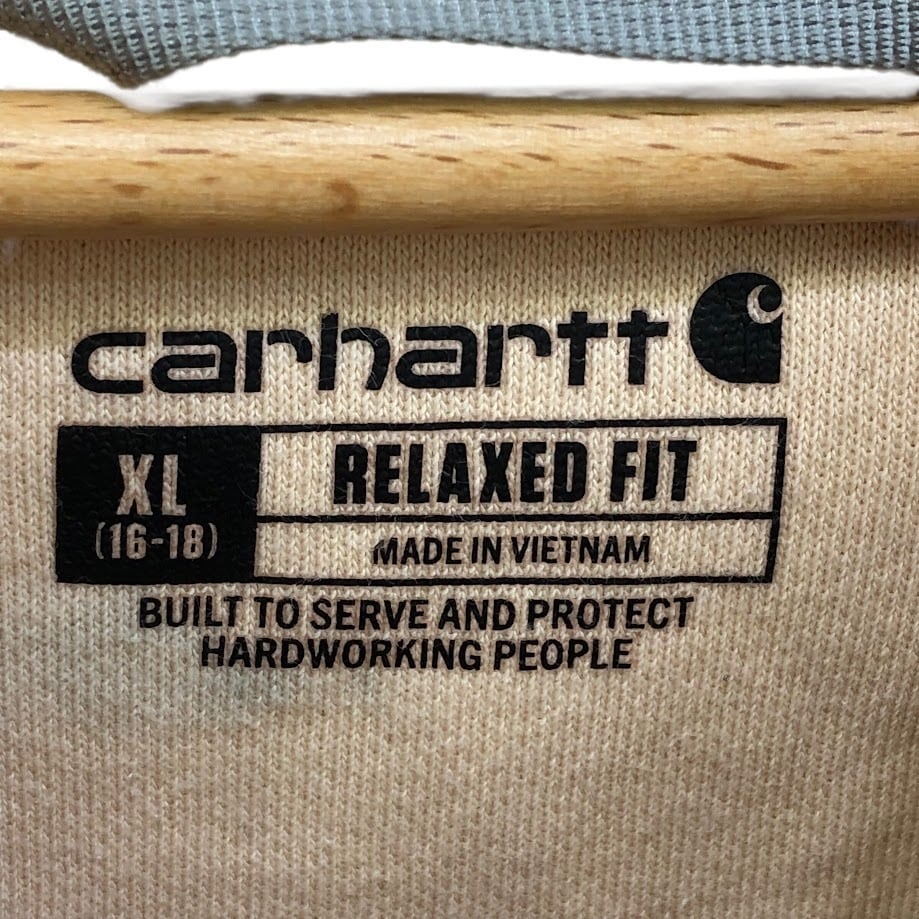 carhartt
XL
(16-18)
RELAXED FIT
MADE IN VIETNAM
BUILT TO SERVE AND PROTECT
HARDWORKING PEOPLE